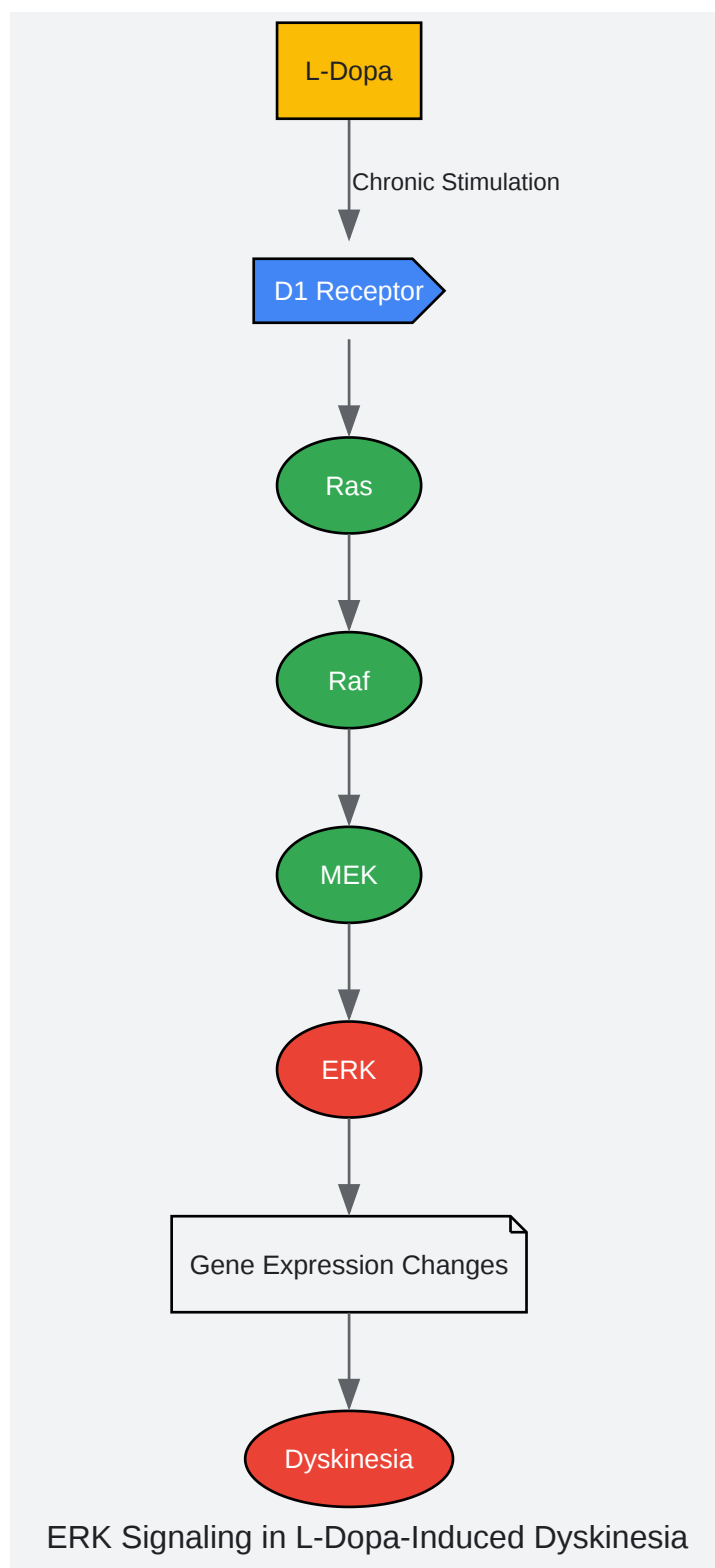 L-Dopa
Chronic Stimulation
D1 Receptor
Ras
Raf
MEK
ERK
Gene Expression Changes
Dyskinesia
ERK Signaling in L-Dopa-Induced Dyskinesia